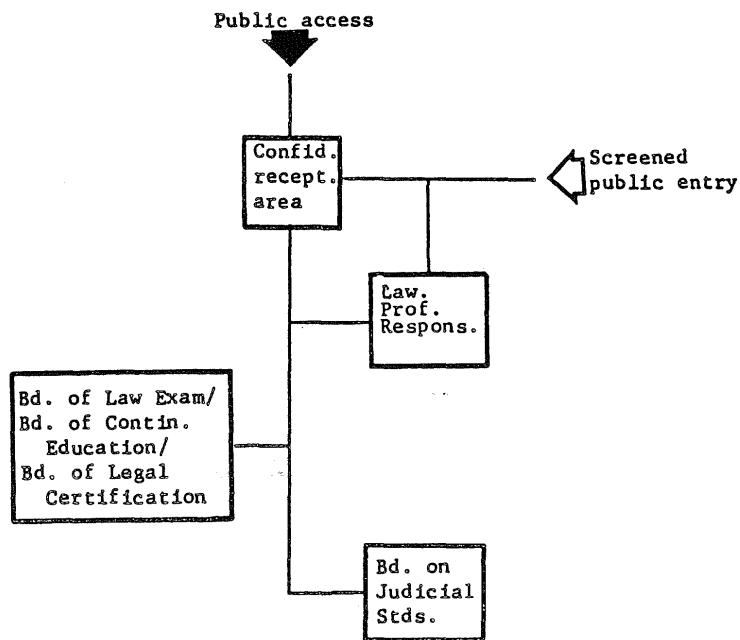 Public access
Confid.
recept.
area
Screened
public entry
Law.
Prof.
Respons.
Bd. of Law Exam/
Bd. of Contin.
Education/
Bd. of Legal
Certification
Bd. on
Judicial
Stds.